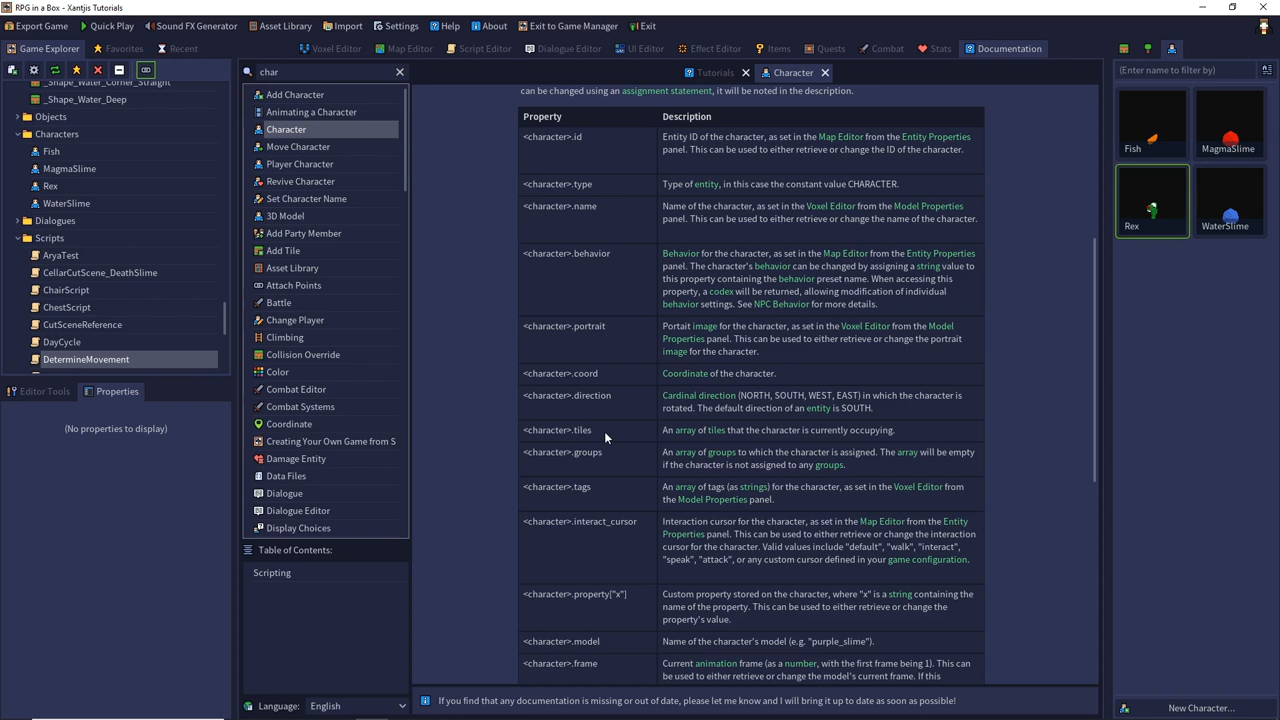 RPG in a Box - Xantjis Tutorials
Export Game Quick Play Sound FX Generator Asset Library Import Settings Help About Exit to Game Manager Exit
Game Explorer Favorites Recent
Voxel Editor Map Editor Script Editor Dialogue Editor UI Editor Effect Editor Items Quests Combat Stats Documentation
_Shape_Water_Corner_Straight
_Shape_Water_Deep
Objects
Characters
Fish
MagmaSlime
Rex
WaterSlime
Dialogues
Scripts
AryaTest
CellarCutScene_DeathSlime
ChairScript
ChestScript
CutSceneReference
DayCycle
DetermineMovement
Editor Tools Properties
(No properties to display)
char
Add Character
Animating a Character
Character
Move Character
Player Character
Revive Character
Set Character Name
3D Model
Add Party Member
Add Tile
Asset Library
Attach Points
Battle
Change Player
Climbing
Collision Override
Color
Combat Editor
Combat Systems
Coordinate
Creating Your Own Game from S
Damage Entity
Data Files
Dialogue
Dialogue Editor
Display Choices
Table of Contents:
Scripting
Language: English
Tutorials Character
can be changed using an assignment statement, it will be noted in the description.
Property Description
<character>.id Entity ID of the character, as set in the Map Editor from the Entity Properties
panel. This can be used to either retrieve or change the ID of the character.
<character>.type Type of entity, in this case the constant value CHARACTER.
<character>.name Name of the character, as set in the Voxel Editor from the Model Properties
panel. This can be used to either retrieve or change the name of the character.
<character>.behavior Behavior for the character, as set in the Map Editor from the Entity Properties
panel. The character's behavior can be changed by assigning a string value to
this property containing the behavior preset name. When accessing this
property, a codex will be returned, allowing modification of individual
behavior settings. See NPC Behavior for more details.
<character>.portrait Portait image for the character, as set in the Voxel Editor from the Model
Properties panel. This can be used to either retrieve or change the portrait
image for the character.
<character>.coord Coordinate of the character.
<character>.direction Cardinal direction (NORTH, SOUTH, WEST, EAST) in which the character is
rotated. The default direction of an entity is SOUTH.
<character>.tiles An array of tiles that the character is currently occupying.
<character>.groups An array of groups to which the character is assigned. The array will be empty
if the character is not assigned to any groups.
<character>.tags An array of tags (as strings) for the character, as set in the Voxel Editor from
the Model Properties panel.
<character>.interact_cursor Interaction cursor for the character, as set in the Map Editor from the Entity
Properties panel. This can be used to either retrieve or change the interaction
cursor for the character. Valid values include "default", "walk", "interact",
"speak", "attack", or any custom cursor defined in your game configuration.
<character>.property["x"] Custom property stored on the character, where "x" is a string containing the
name of the property. This can be used to either retrieve or change the
property's value.
<character>.model Name of the character's model (e.g. "purple_slime").
<character>.frame Current animation frame (as a number, with the first frame being 1). This can
be used to either retrieve or change the model's current frame. If this
If you find that any documentation is missing or out of date, please let me know and I will bring it up to date as soon as possible!
(Enter name to filter by)
Fish MagmaSlime
Rex WaterSlime
New Character...